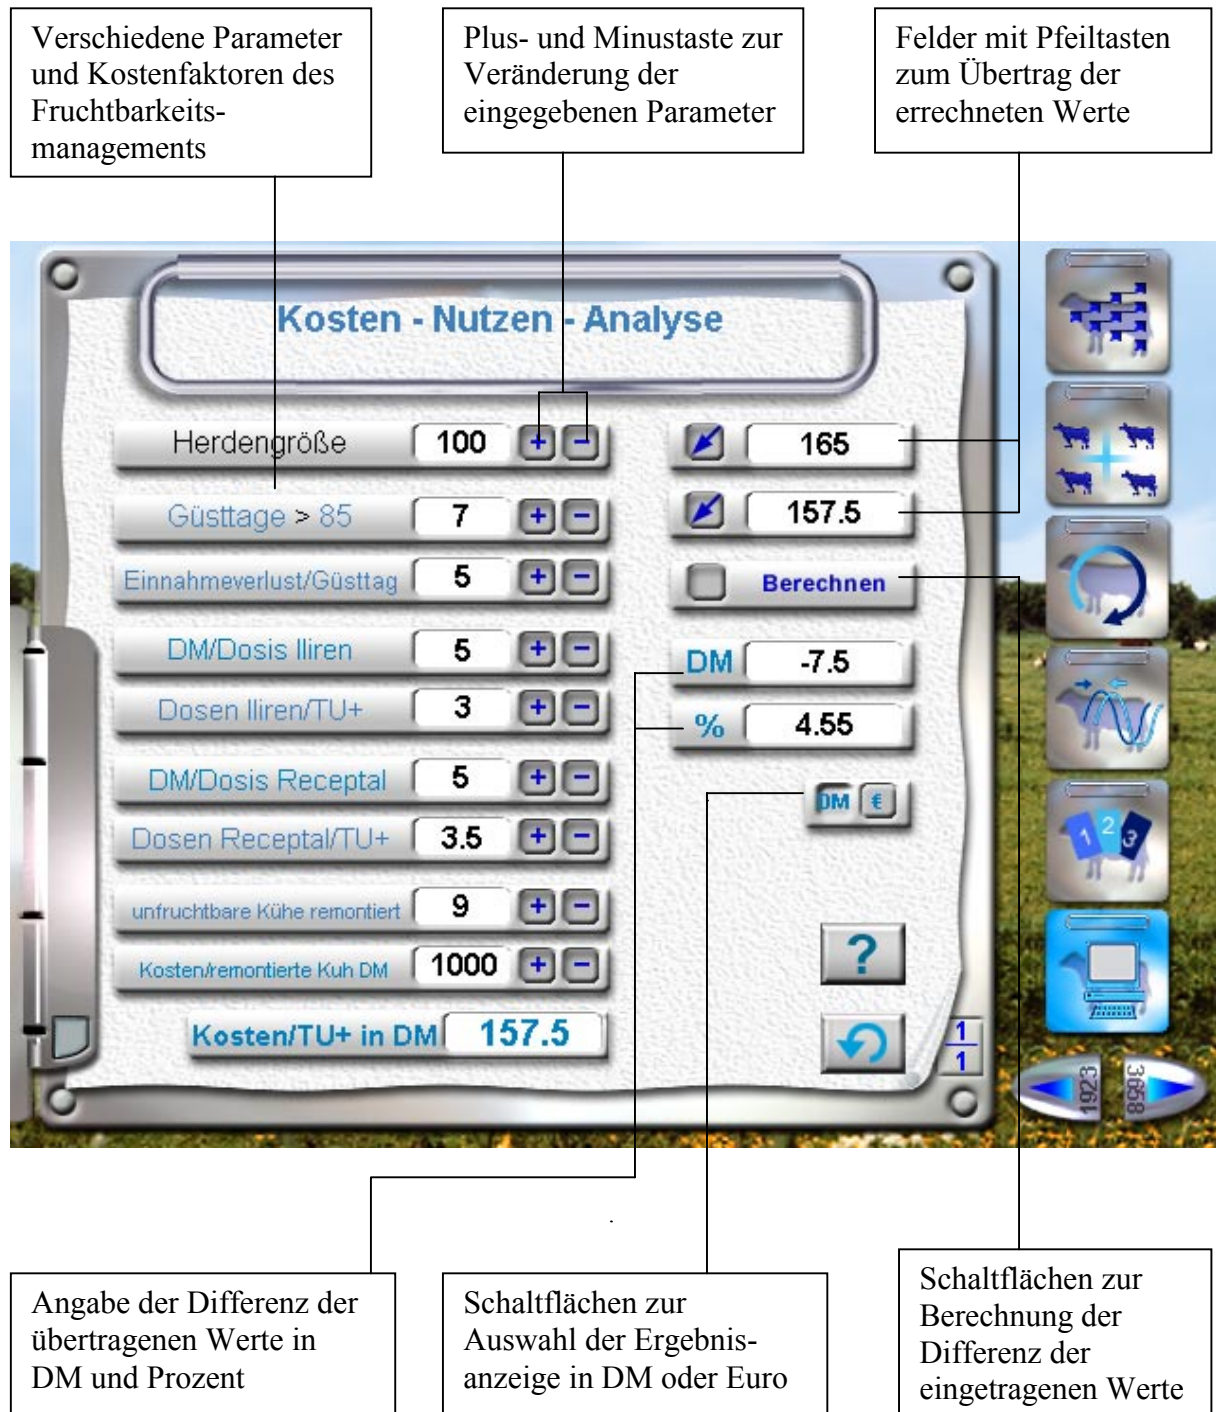 Verschiedene Parameter
und Kostenfaktoren des
Fruchtbarkeits-
managements
Plus- und Minustaste zur
Veränderung der
eingegebenen Parameter
Felder mit Pfeiltasten
zum Übertrag der
errechneten Werte
Kosten - Nutzen - Analyse
Herdengröße 100 + −
165
Güsttage > 85 7 + −
157.5
Einnahmeverlust/Güsttag 5 + −
Berechnen
DM/Dosis Iliren 5 + −
DM -7.5
Dosen Iliren/TU+ 3 + −
% 4.55
DM/Dosis Receptal 5 + −
DM €
Dosen Receptal/TU+ 3.5 + −
unfruchtbare Kühe remontiert 9 + −
Kosten/remontierte Kuh DM 1000 + −
?
Kosten/TU+ in DM 157.5
1
1
1 2 3
1923
3658
Angabe der Differenz der
übertragenen Werte in
DM und Prozent
Schaltflächen zur
Auswahl der Ergebnis-
anzeige in DM oder Euro
Schaltflächen zur
Berechnung der
Differenz der
eingetragenen Werte